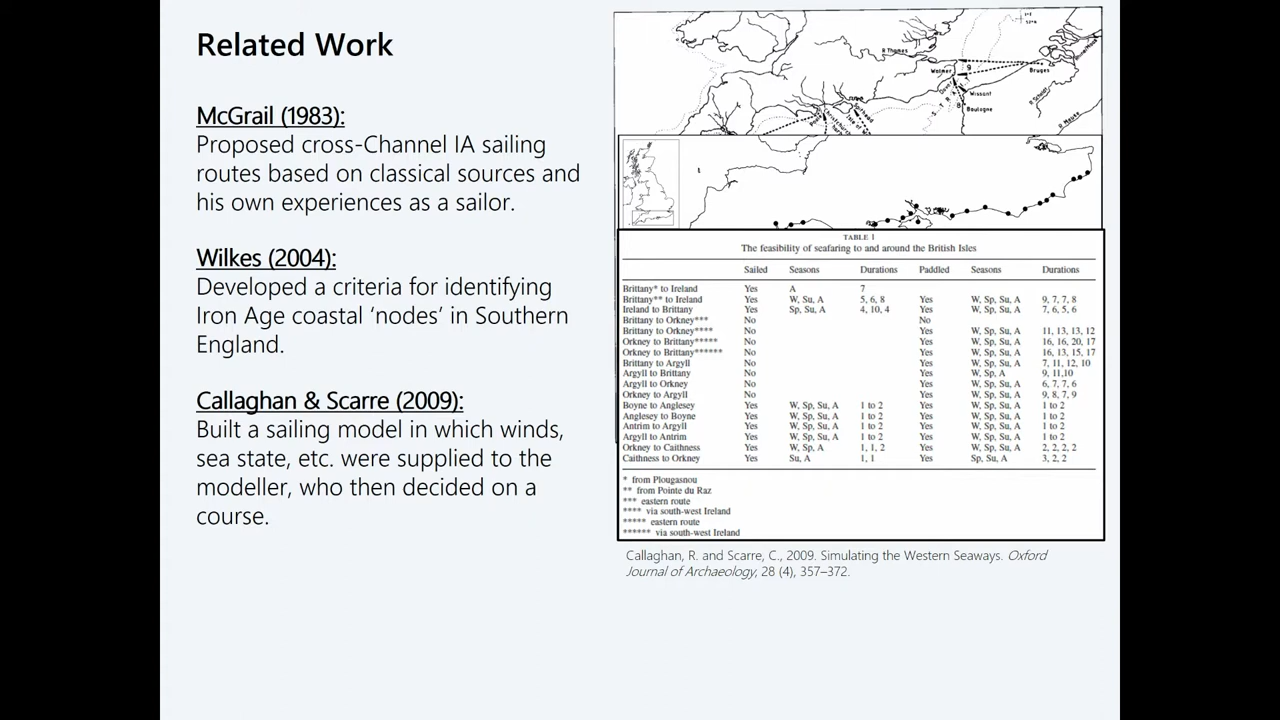 Related Work
McGrail (1983):
Proposed cross-Channel IA sailing
routes based on classical sources and
his own experiences as a sailor.
Wilkes (2004):
Developed a criteria for identifying
Iron Age coastal ‘nodes’ in Southern
England.
Callaghan & Scarre (2009):
Built a sailing model in which winds,
sea state, etc. were supplied to the
modeller, who then decided on a
course.
R Thames
Walmer
9
Bruges
Wissant
8 Boulogne
TABLE 1
The feasibility of seafaring to and around the British Isles
Sailed Seasons Durations Paddled Seasons Durations
Brittany* to Ireland Yes A 7
Brittany** to Ireland Yes W, Su, A 5, 6, 8 Yes W, Sp, Su, A 9, 7, 7, 8
Ireland to Brittany Yes Sp, Su, A 4, 10, 4 Yes W, Sp, Su, A 7, 6, 5, 6
Brittany to Orkney*** No No
Brittany to Orkney**** No Yes W, Sp, Su, A 11, 13, 13, 12
Orkney to Brittany***** No Yes W, Sp, Su, A 16, 16, 20, 17
Orkney to Brittany****** No Yes W, Sp, Su, A 16, 13, 15, 17
Brittany to Argyll No Yes W, Sp, Su, A 7, 11, 12, 10
Argyll to Brittany No Yes W, Sp, A 9, 11,10
Argyll to Orkney No Yes W, Sp, Su, A 6, 7, 7, 6
Orkney to Argyll No Yes W, Sp, Su, A 9, 8, 7, 9
Boyne to Anglesey Yes W, Sp, Su, A 1 to 2 Yes W, Sp, Su, A 1 to 2
Anglesey to Boyne Yes W, Sp, Su, A 1 to 2 Yes W, Sp, Su, A 1 to 2
Antrim to Argyll Yes W, Sp, Su, A 1 to 2 Yes W, Sp, Su, A 1 to 2
Argyll to Antrim Yes W, Sp, Su, A 1 to 2 Yes W, Sp, Su, A 1 to 2
Orkney to Caithness Yes W, Sp, A 1, 1, 2 Yes W, Sp, Su, A 2, 2, 2, 2
Caithness to Orkney Yes Su, A 1, 1 Yes Sp, Su, A 3, 2, 2
* from Plougasnou
** from Pointe du Raz
*** eastern route
**** via south-west Ireland
***** eastern route
****** via south-west Ireland
Callaghan, R. and Scarre, C., 2009. Simulating the Western Seaways. Oxford
Journal of Archaeology, 28 (4), 357–372.